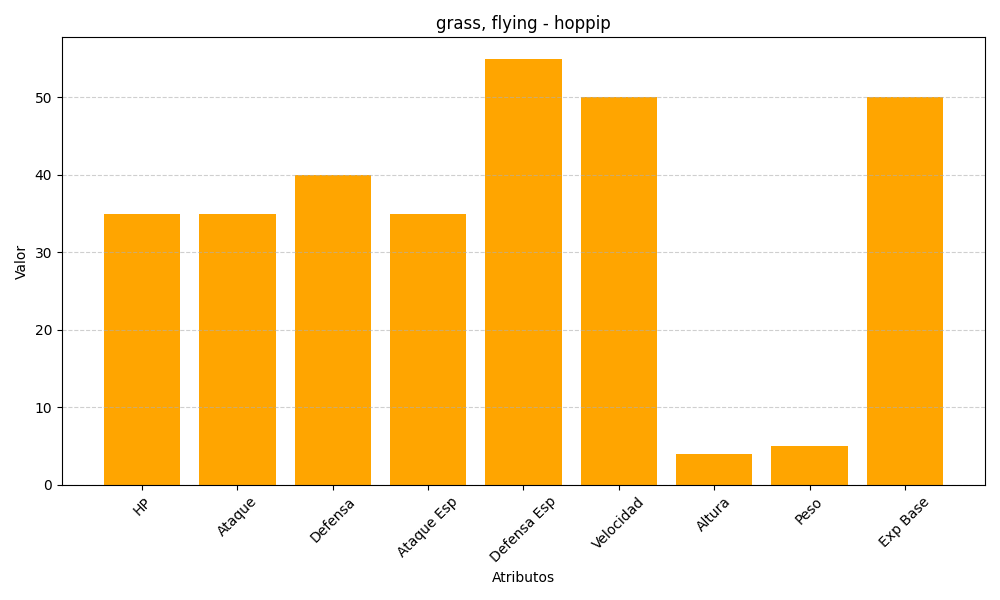 grass, flying - hoppip
Valor
50
40
30
20
10
0
HP
Ataque
Defensa
Ataque Esp
Defensa Esp
Velocidad
Altura
Peso
Exp Base
Atributos